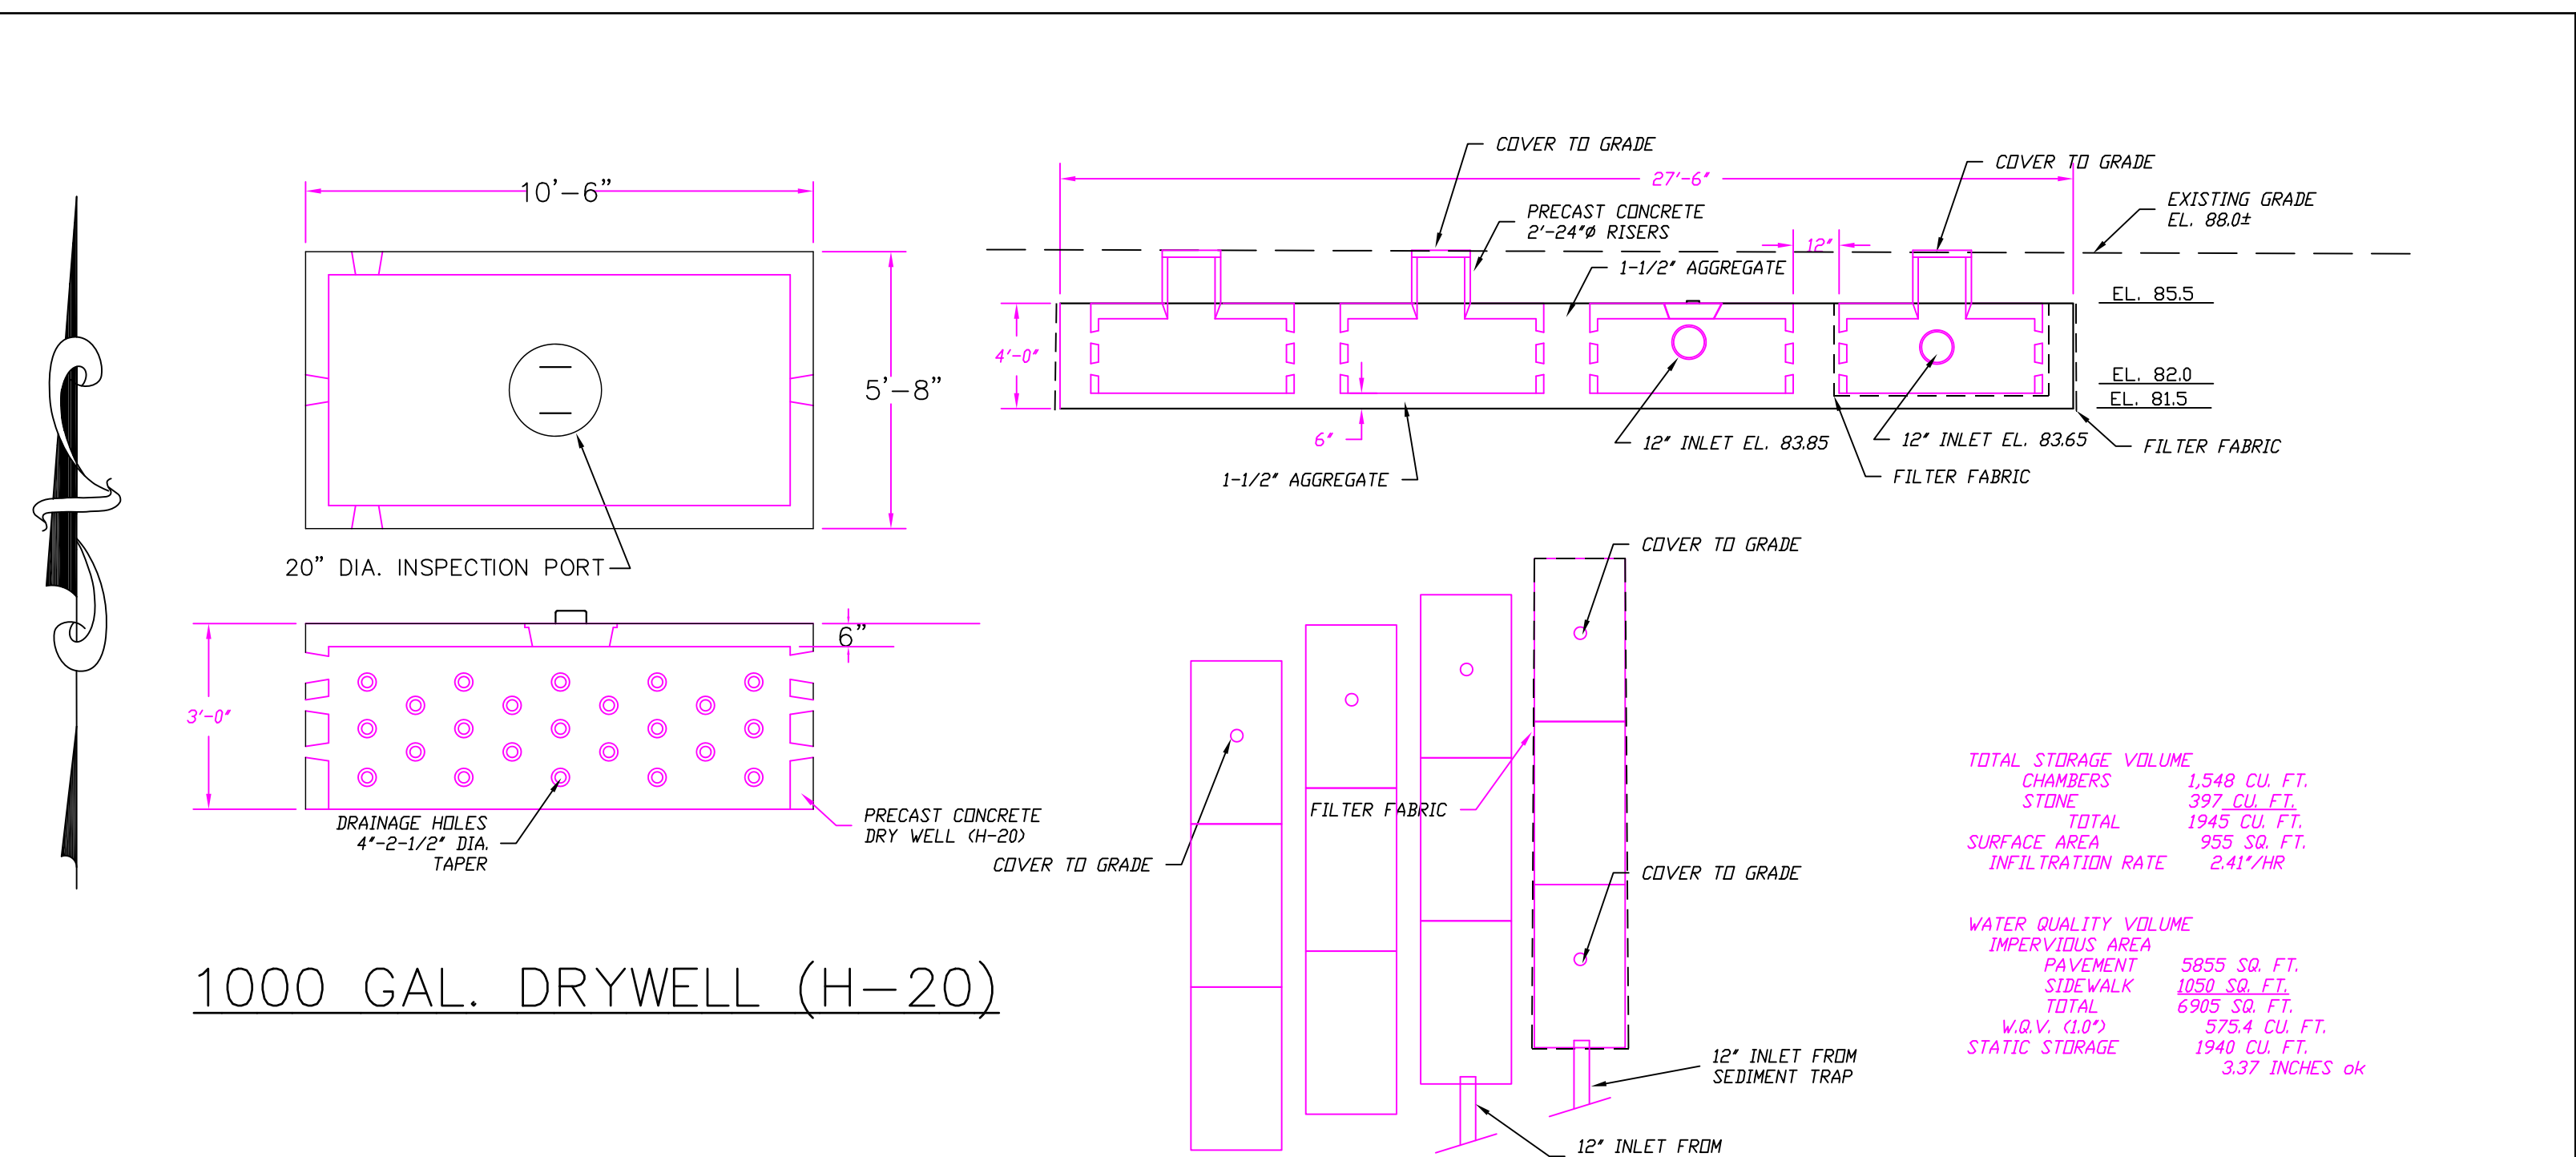 10'-6"
5'-8"
20" DIA. INSPECTION PORT
6"
3'-0"
DRAINAGE HOLES
4"-2-1/2" DIA.
TAPER
PRECAST CONCRETE
DRY WELL (H-20)
1000 GAL. DRYWELL (H-20)
COVER TO GRADE
COVER TO GRADE
27'-6"
EXISTING GRADE
EL. 88.0±
PRECAST CONCRETE
2'-24"Ø RISERS
12"
1-1/2" AGGREGATE
EL. 85.5
4'-0"
EL. 82.0
EL. 81.5
6"
12" INLET EL. 83.85
12" INLET EL. 83.65
FILTER FABRIC
FILTER FABRIC
1-1/2" AGGREGATE
COVER TO GRADE
FILTER FABRIC
COVER TO GRADE
COVER TO GRADE
12" INLET FROM
SEDIMENT TRAP
12" INLET FROM
TOTAL STORAGE VOLUME
CHAMBERS 1,548 CU. FT.
STONE 397 CU. FT.
TOTAL 1945 CU. FT.
SURFACE AREA 955 SQ. FT.
INFILTRATION RATE 2.41"/HR
WATER QUALITY VOLUME
IMPERVIOUS AREA
PAVEMENT 5855 SQ. FT.
SIDEWALK 1050 SQ. FT.
TOTAL 6905 SQ. FT.
W.Q.V. (1.0") 575.4 CU. FT.
STATIC STORAGE 1940 CU. FT.
3.37 INCHES ok